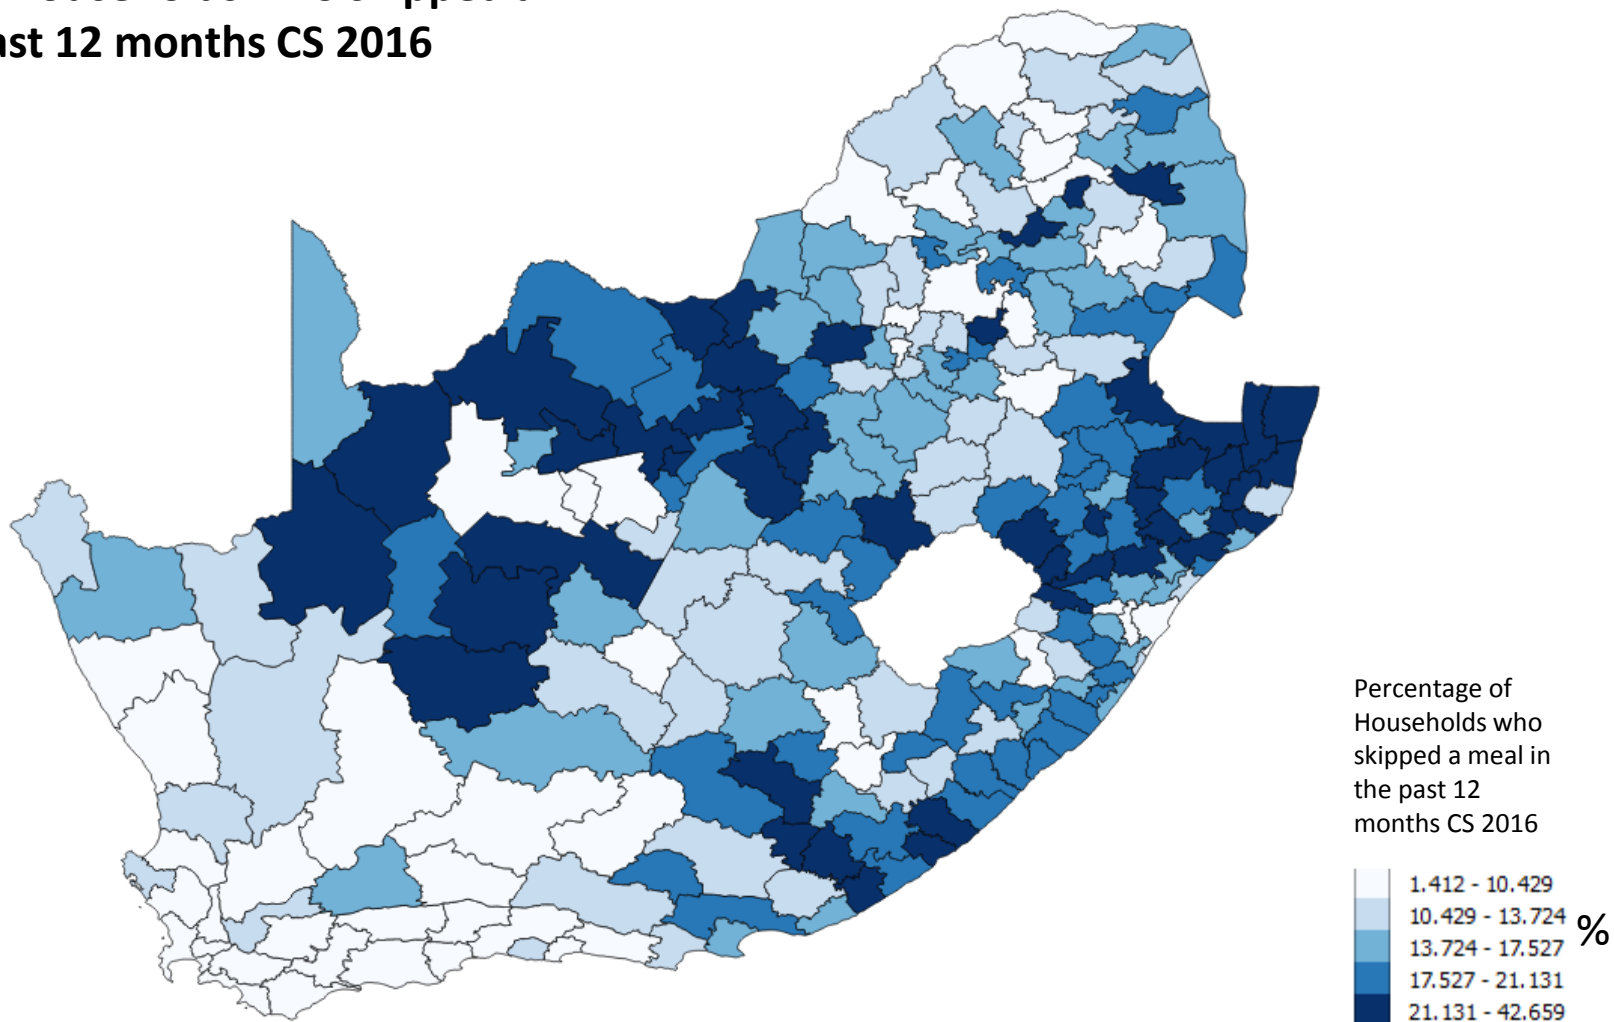 past 12 months CS 2016
Percentage of
Households who
skipped a meal in
the past 12
months CS 2016
1.412 - 10.429
10.429 - 13.724 %
13.724 - 17.527
17.527 - 21.131
21.131 - 42.659